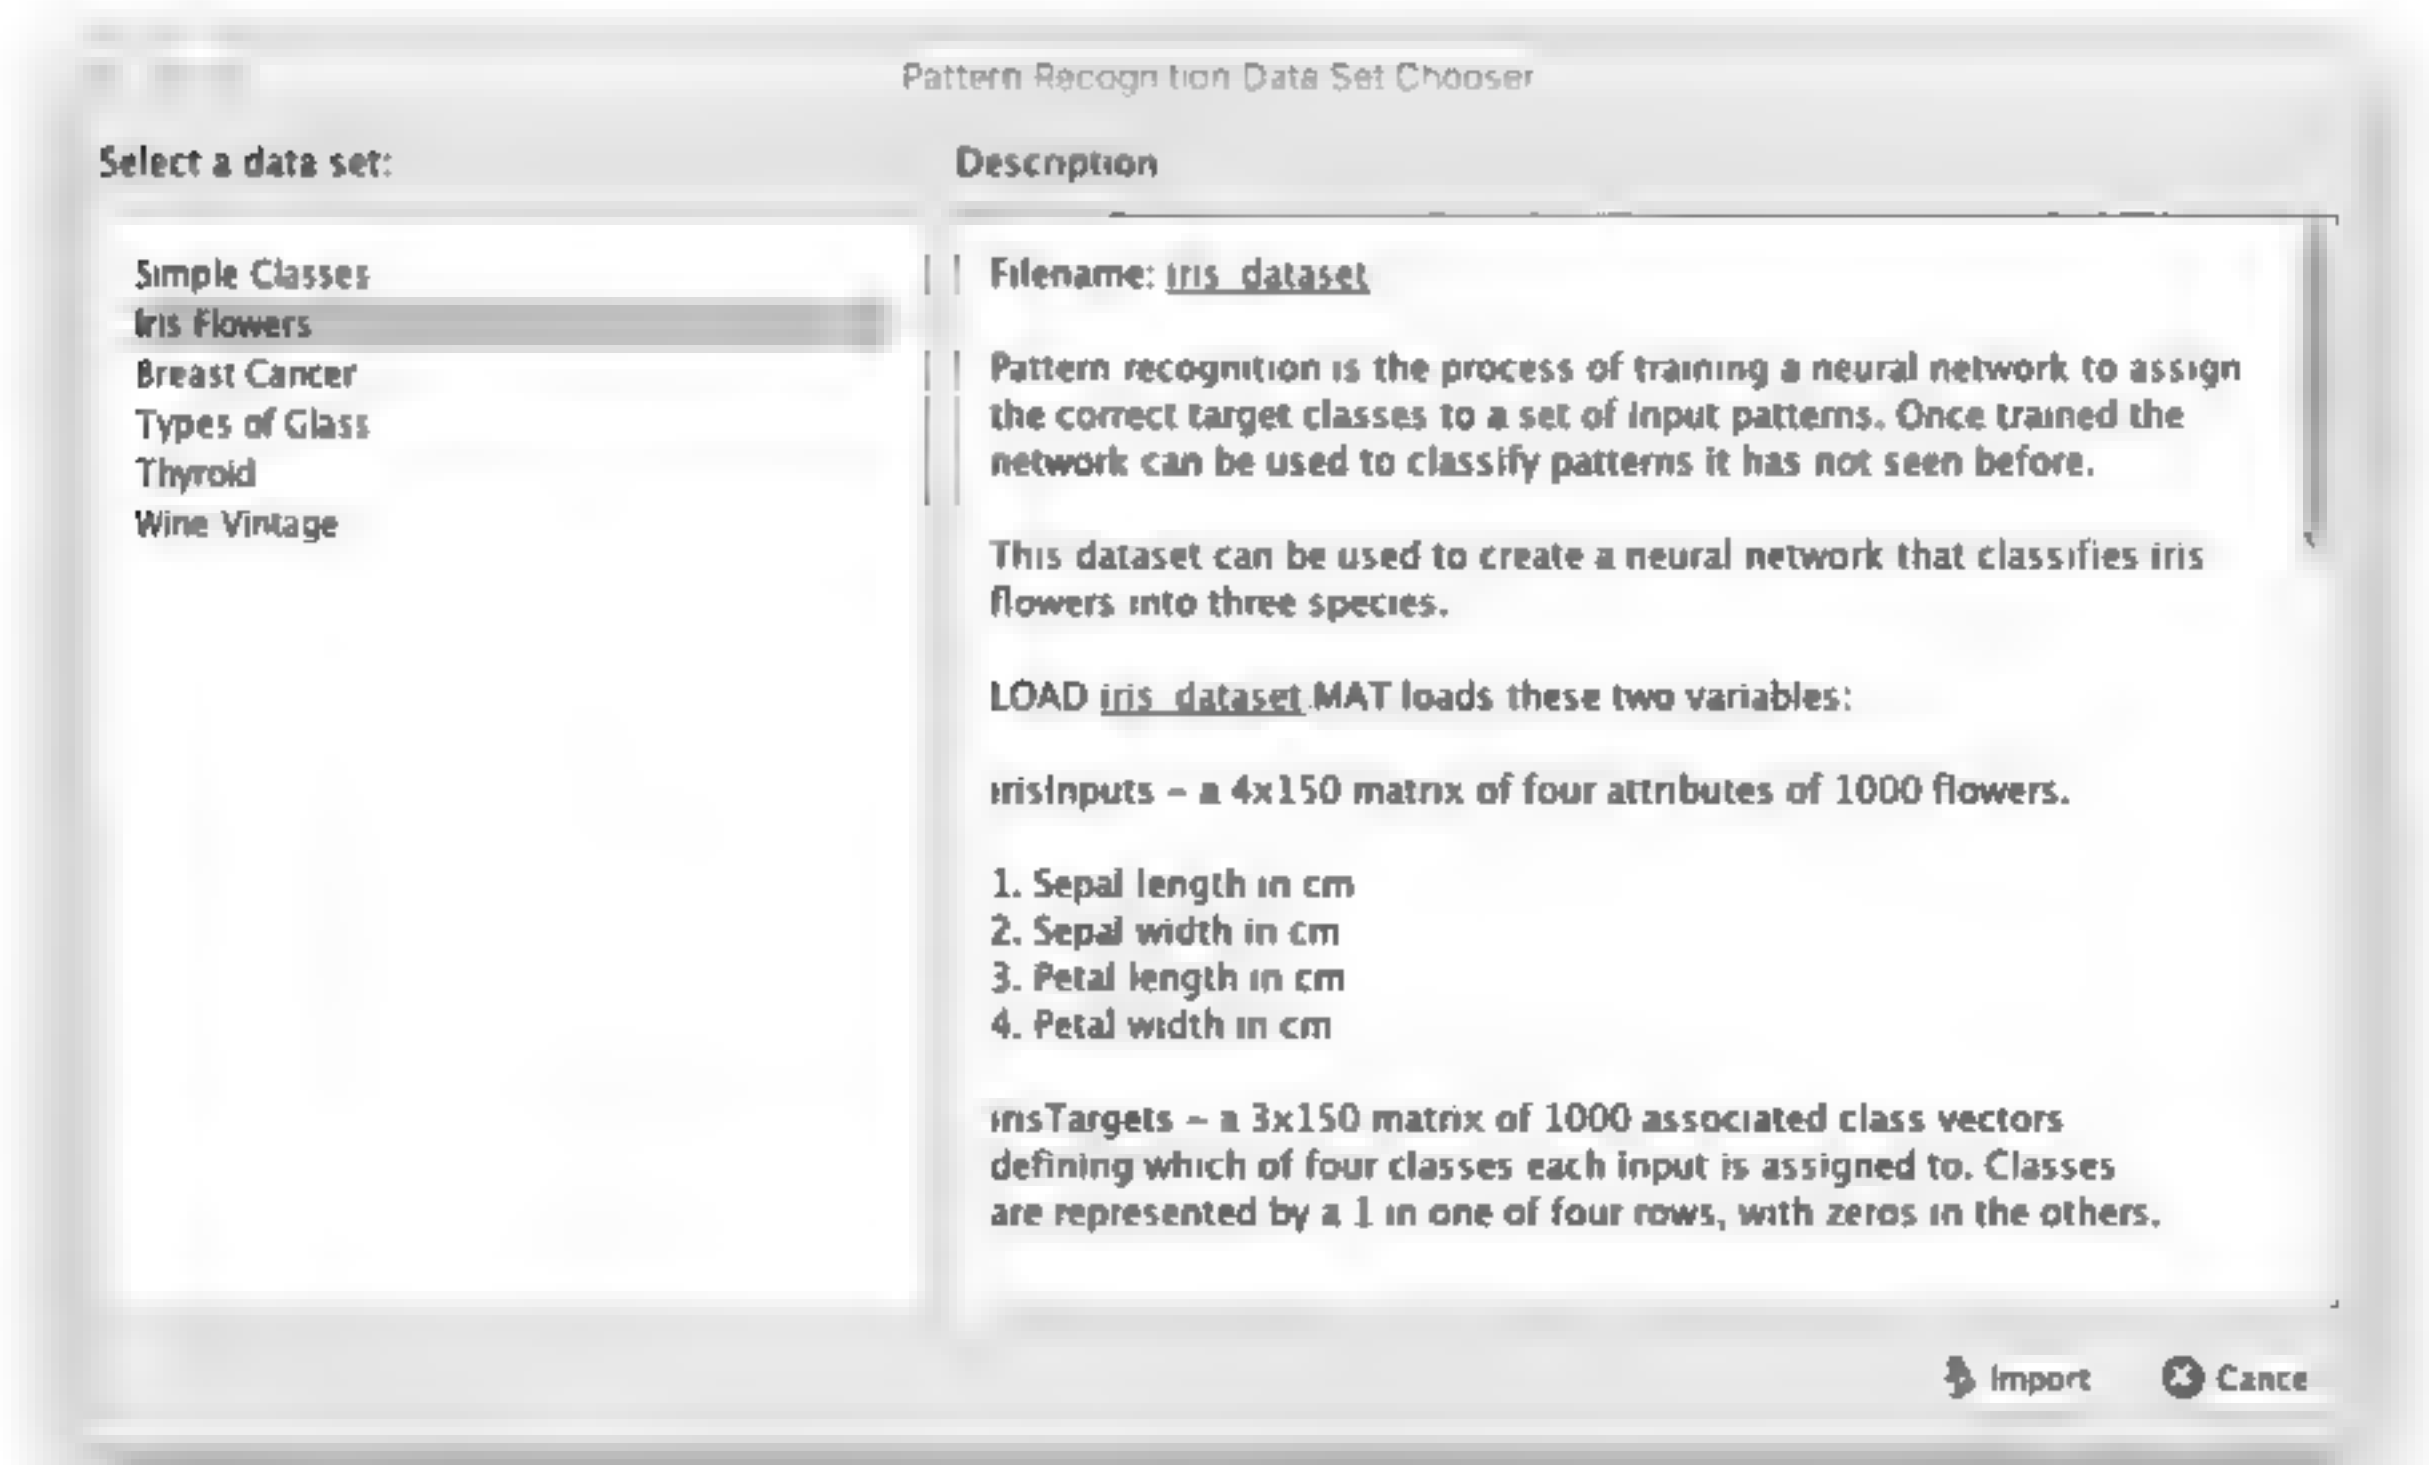 Pattern Recognition Data Set Chooser
Select a data set:
Description
Simple Classes
Iris Flowers
Breast Cancer
Types of Glass
Thyroid
Wine Vintage
Filename: iris_dataset
Pattern recognition is the process of training a neural network to assign
the correct target classes to a set of input patterns. Once trained the
network can be used to classify patterns it has not seen before.
This dataset can be used to create a neural network that classifies iris
flowers into three species.
LOAD iris_dataset.MAT loads these two variables:
irisInputs – a 4x150 matrix of four attributes of 1000 flowers.
1. Sepal length in cm
2. Sepal width in cm
3. Petal length in cm
4. Petal width in cm
irisTargets – a 3x150 matrix of 1000 associated class vectors
defining which of four classes each input is assigned to. Classes
are represented by a 1 in one of four rows, with zeros in the others.
Import
Cancel